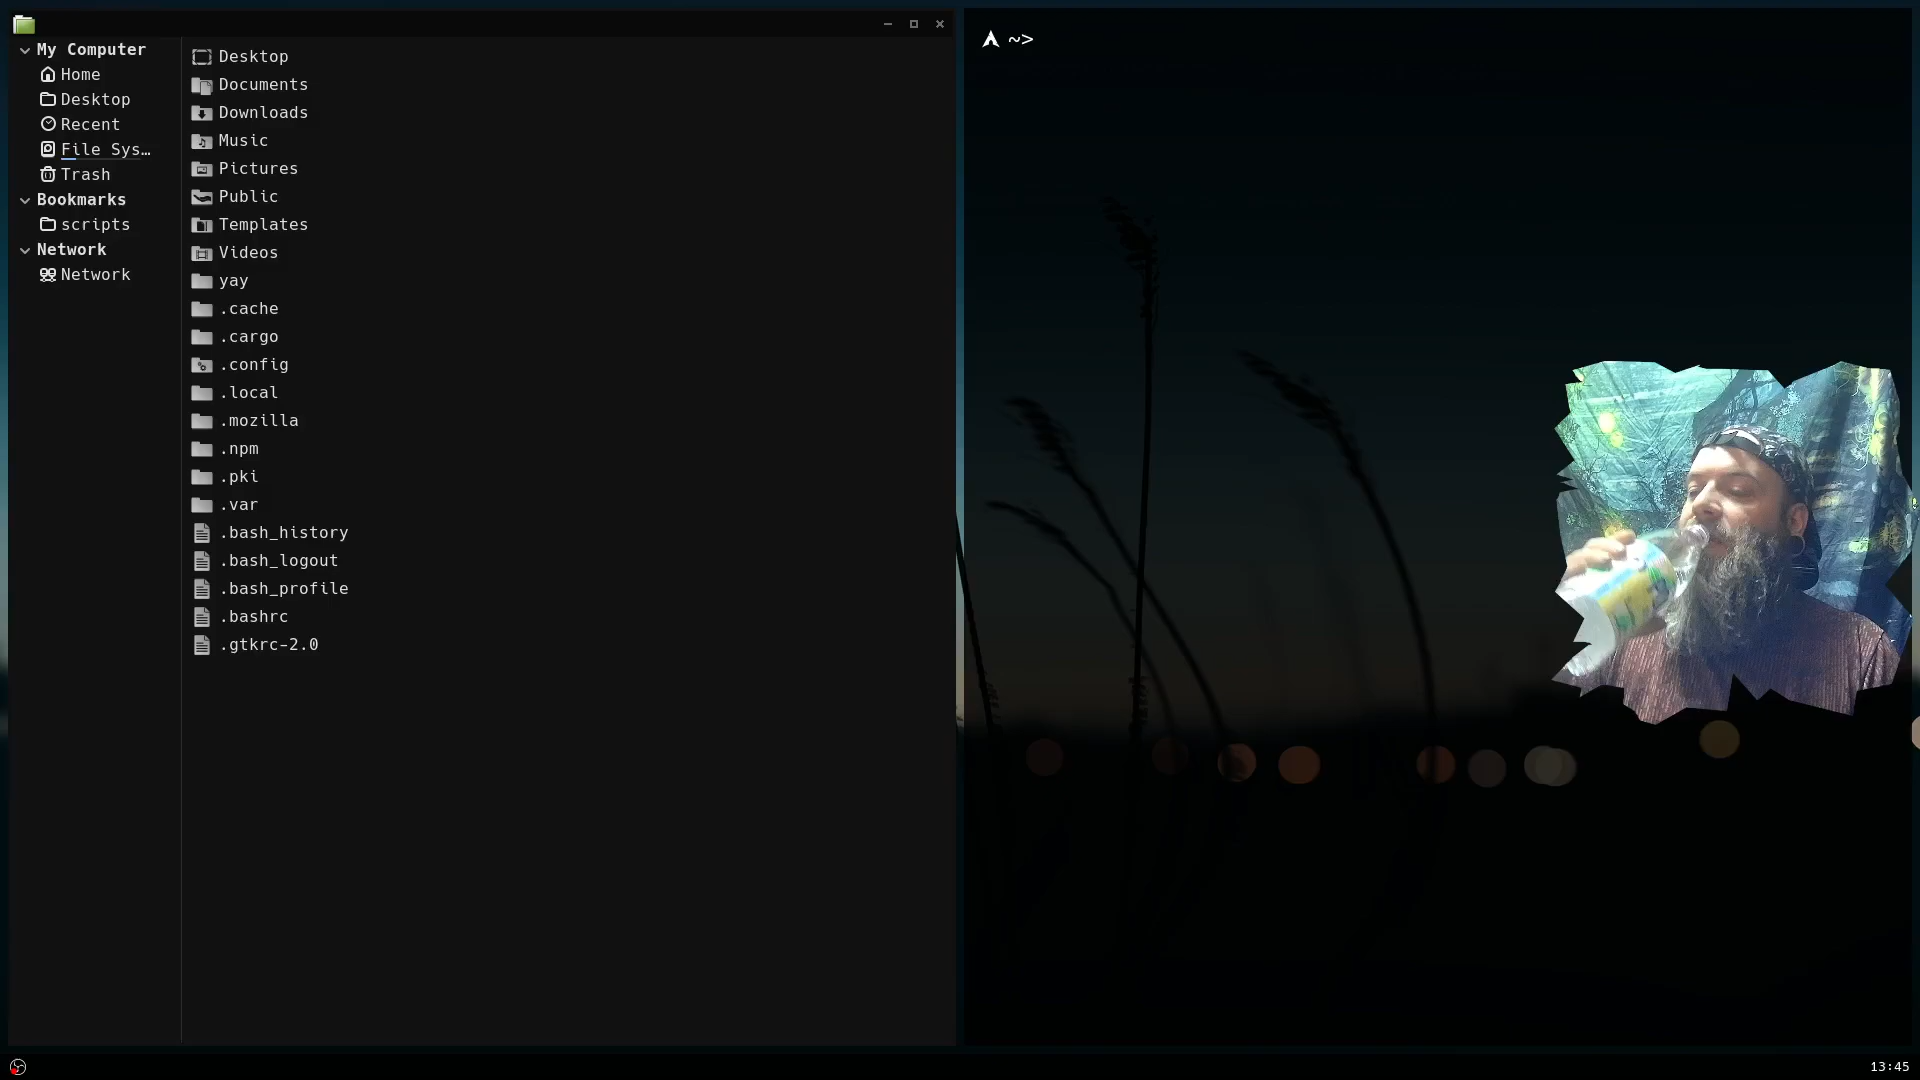 My Computer
Home
Desktop
Recent
File Sys…
Trash
Bookmarks
scripts
Network
Network
Desktop
Documents
Downloads
Music
Pictures
Public
Templates
Videos
yay
.cache
.cargo
.config
.local
.mozilla
.npm
.pki
.var
.bash_history
.bash_logout
.bash_profile
.bashrc
.gtkrc-2.0
~>
13:45